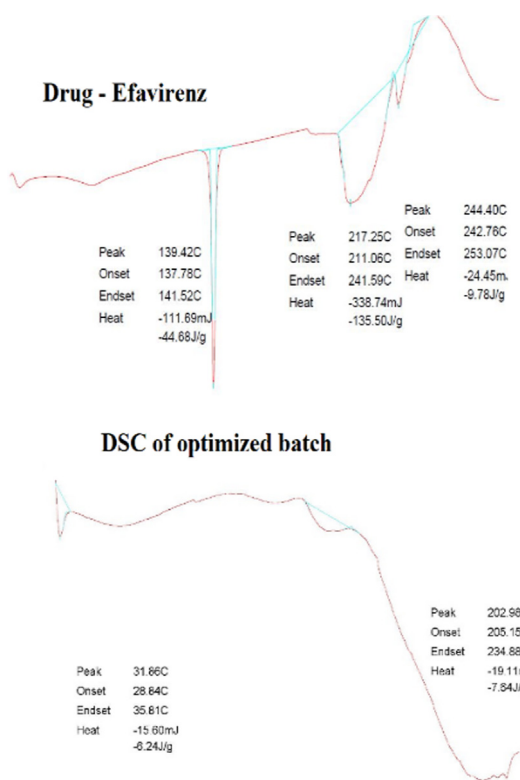 Drug - Efavirenz
Peak 139.42C
Onset 137.78C
Endset 141.52C
Heat -111.69mJ
-44.68J/g
Peak 217.25C
Onset 211.06C
Endset 241.59C
Heat -338.74mJ
-135.50J/g
Peak 244.40C
Onset 242.76C
Endset 253.07C
Heat -24.45m
-9.78J/g
DSC of optimized batch
Peak 31.86C
Onset 28.84C
Endset 35.81C
Heat -15.60mJ
-6.24J/g
Peak 202.98
Onset 205.15
Endset 234.88
Heat -19.11
-7.64J/